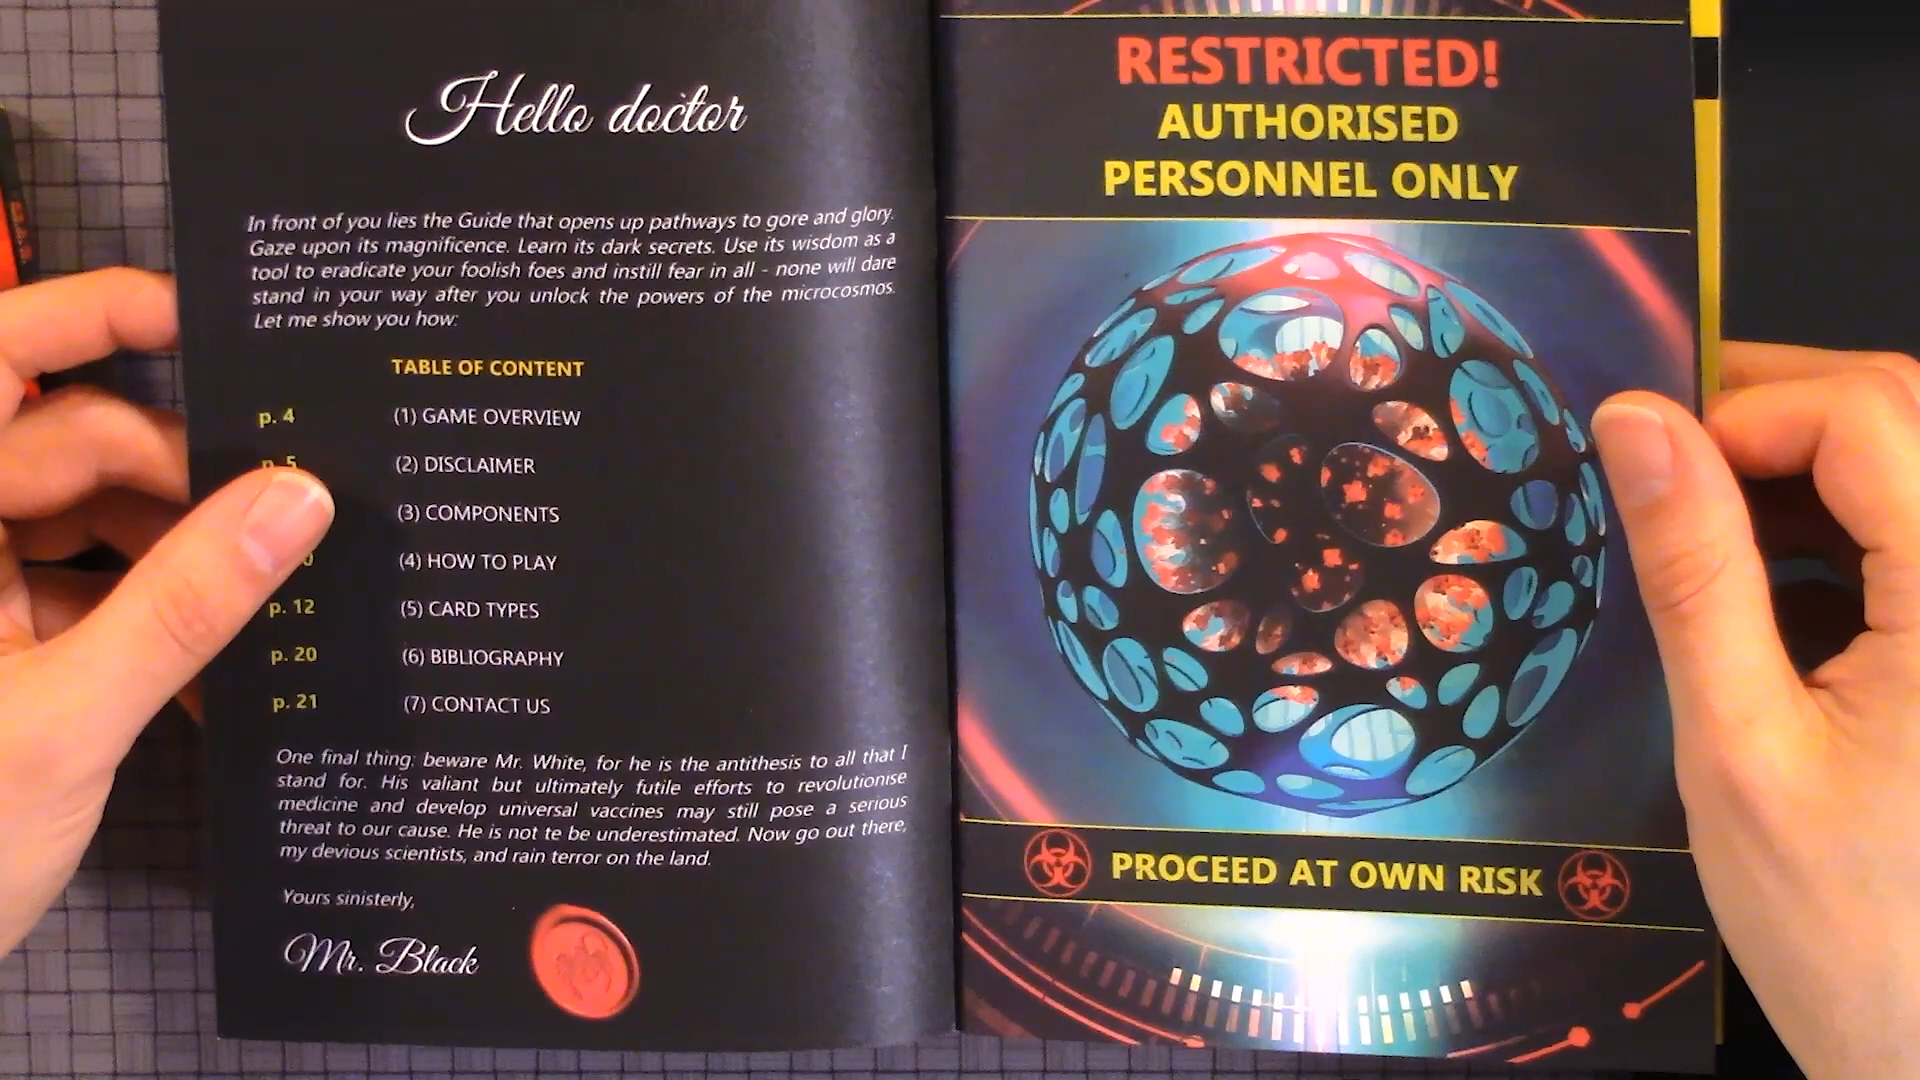 Hello doctor
In front of you lies the Guide that opens up pathways to gore and glory.
Gaze upon its magnificence. Learn its dark secrets. Use its wisdom as a
tool to eradicate your foolish foes and instill fear in all - none will dare
stand in your way after you unlock the powers of the microcosmos.
Let me show you how:
TABLE OF CONTENT
p. 4 (1) GAME OVERVIEW
p. 5 (2) DISCLAIMER
(3) COMPONENTS
(4) HOW TO PLAY
p. 12 (5) CARD TYPES
p. 20 (6) BIBLIOGRAPHY
p. 21 (7) CONTACT US
One final thing: beware Mr. White, for he is the antithesis to all that I
stand for. His valiant but ultimately futile efforts to revolutionise
medicine and develop universal vaccines may still pose a serious
threat to our cause. He is not te be underestimated. Now go out there,
my devious scientists, and rain terror on the land.
Yours sinisterly,
Mr. Black
RESTRICTED!
AUTHORISED
PERSONNEL ONLY
PROCEED AT OWN RISK